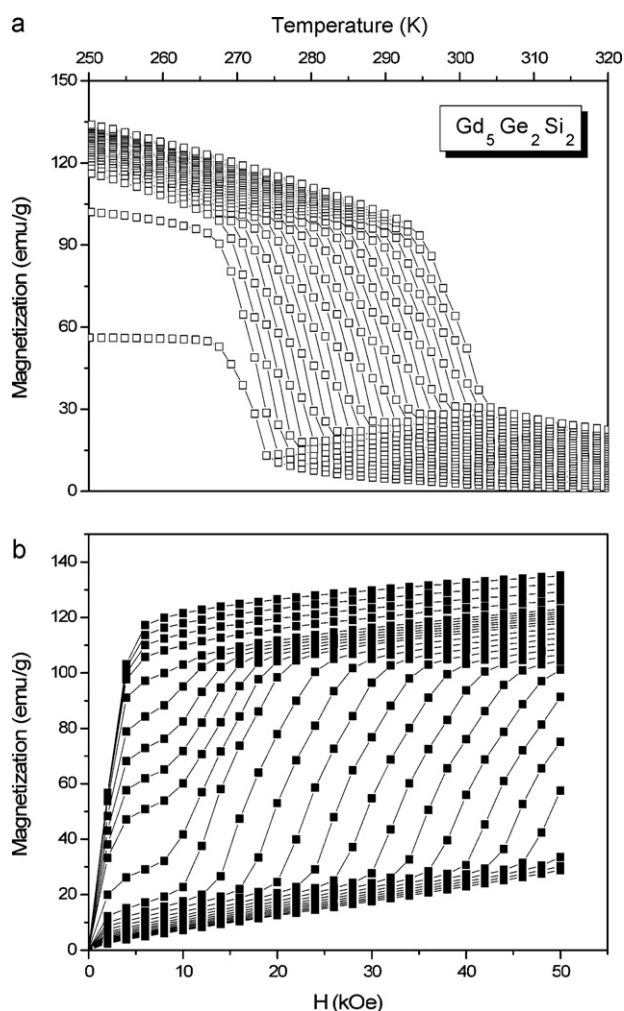 a
Temperature (K)
250 260 270 280 290 300 310 320
150
120
90
60
30
0
Magnetization (emu/g)
Gd5Ge2Si2
b
140
120
100
80
60
40
20
0
Magnetization (emu/g)
0 10 20 30 40 50
H (kOe)